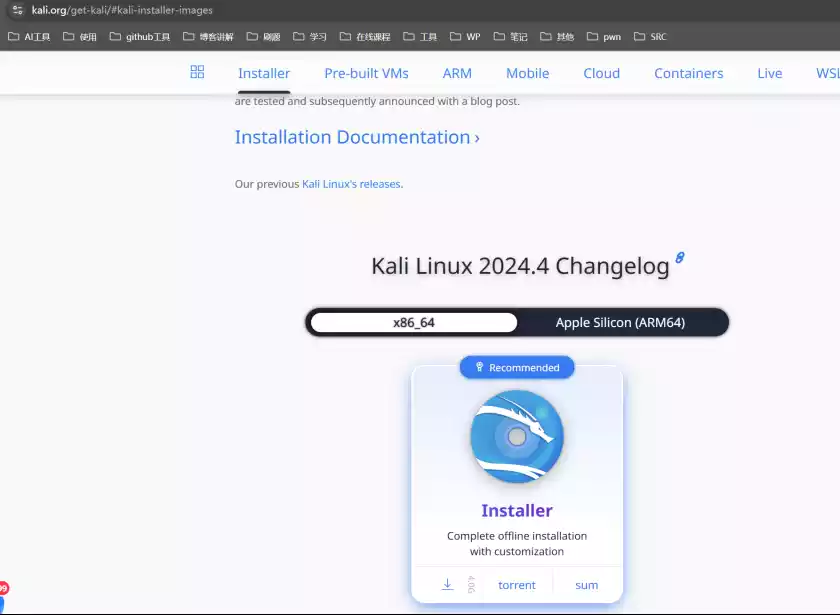 kali.org/get-kali/#kali-installer-images
AI工具 使用 github工具 博客讲解 刷题 学习 在线课程 工具 WP 笔记 其他 pwn SRC
Installer Pre-built VMs ARM Mobile Cloud Containers Live WSL
are tested and subsequently announced with a blog post.
Installation Documentation ›
Our previous Kali Linux's releases.
Kali Linux 2024.4 Changelog
x86_64 Apple Silicon (ARM64)
Recommended
Installer
Complete offline installation
with customization
4.0G torrent sum